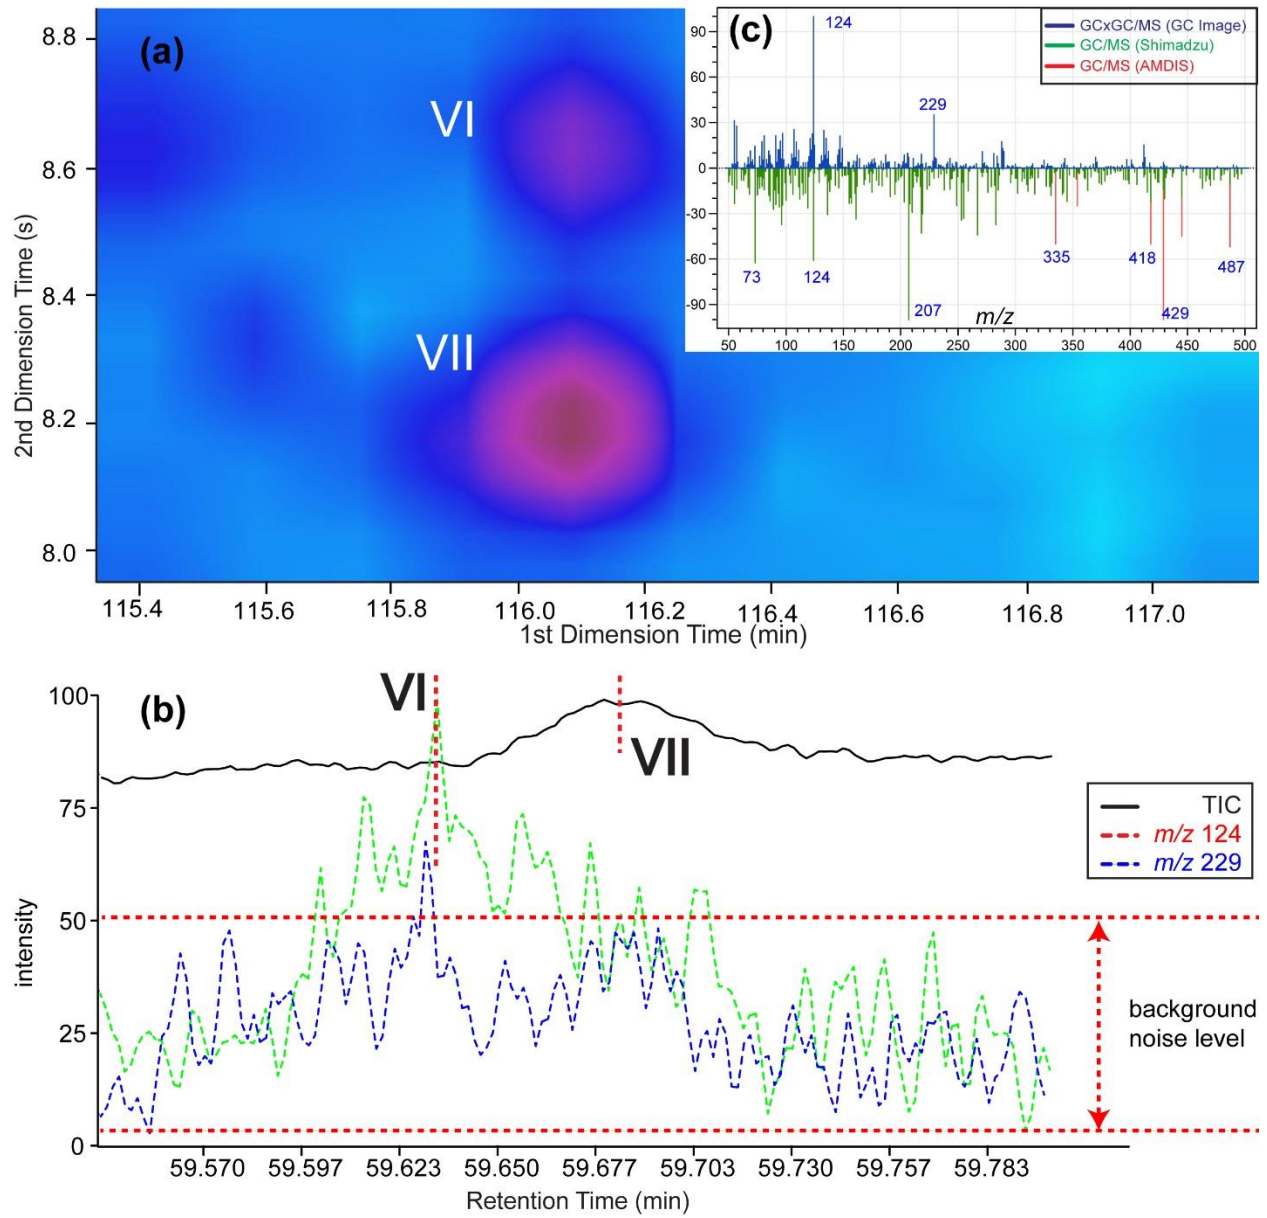 (a)
VI
VII
8.8
8.6
8.4
8.2
8.0
2nd Dimension Time (s)
115.4 115.6 115.8 116.0 116.2 116.4 116.6 116.8 117.0
1st Dimension Time (min)
(c)
GCxGC/MS (GC Image)
GC/MS (Shimadzu)
GC/MS (AMDIS)
90
60
30
0
-30
-60
-90
124
229
73
124
207
335
418
429
487
m/z
50 100 150 200 250 300 350 400 450 500
(b)
VI
VII
100
75
50
25
0
intensity
TIC
m/z 124
m/z 229
background
noise level
59.570 59.597 59.623 59.650 59.677 59.703 59.730 59.757 59.783
Retention Time (min)